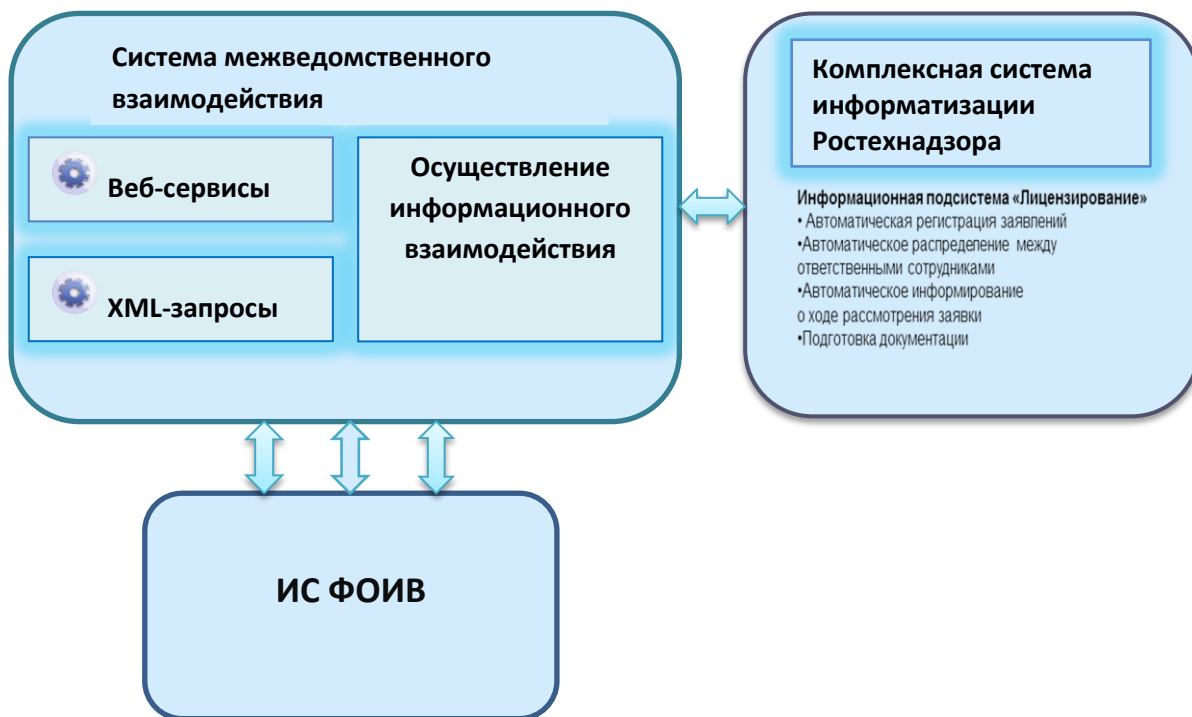 Система межведомственного
взаимодействия
Веб-сервисы
XML-запросы
Осуществление
информационного
взаимодействия
Комплексная система
информатизации
Ростехнадзора
Информационная подсистема «Лицензирование»
• Автоматическая регистрация заявлений
•Автоматическое распределение между
ответственными сотрудниками
•Автоматическое информирование
о ходе рассмотрения заявки
•Подготовка документации
ИС ФОИВ